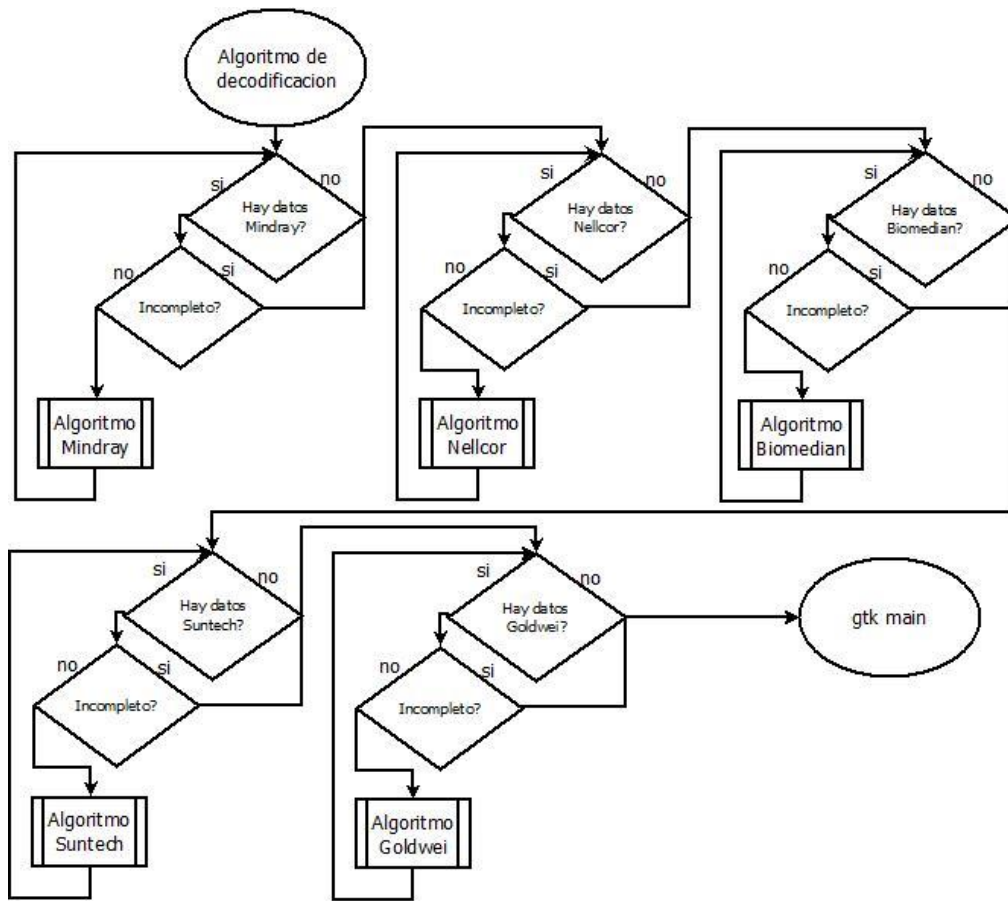 Algoritmo de
decodificacion
si
no
Hay datos
Mindray?
no
si
Incompleto?
Algoritmo
Mindray
si
no
Hay datos
Nellcor?
no
si
Incompleto?
Algoritmo
Nellcor
si
no
Hay datos
Biomedian?
no
si
Incompleto?
Algoritmo
Biomedian
si
no
Hay datos
Suntech?
no
si
Incompleto?
Algoritmo
Suntech
si
no
Hay datos
Goldwei?
no
si
Incompleto?
Algoritmo
Goldwei
gtk main